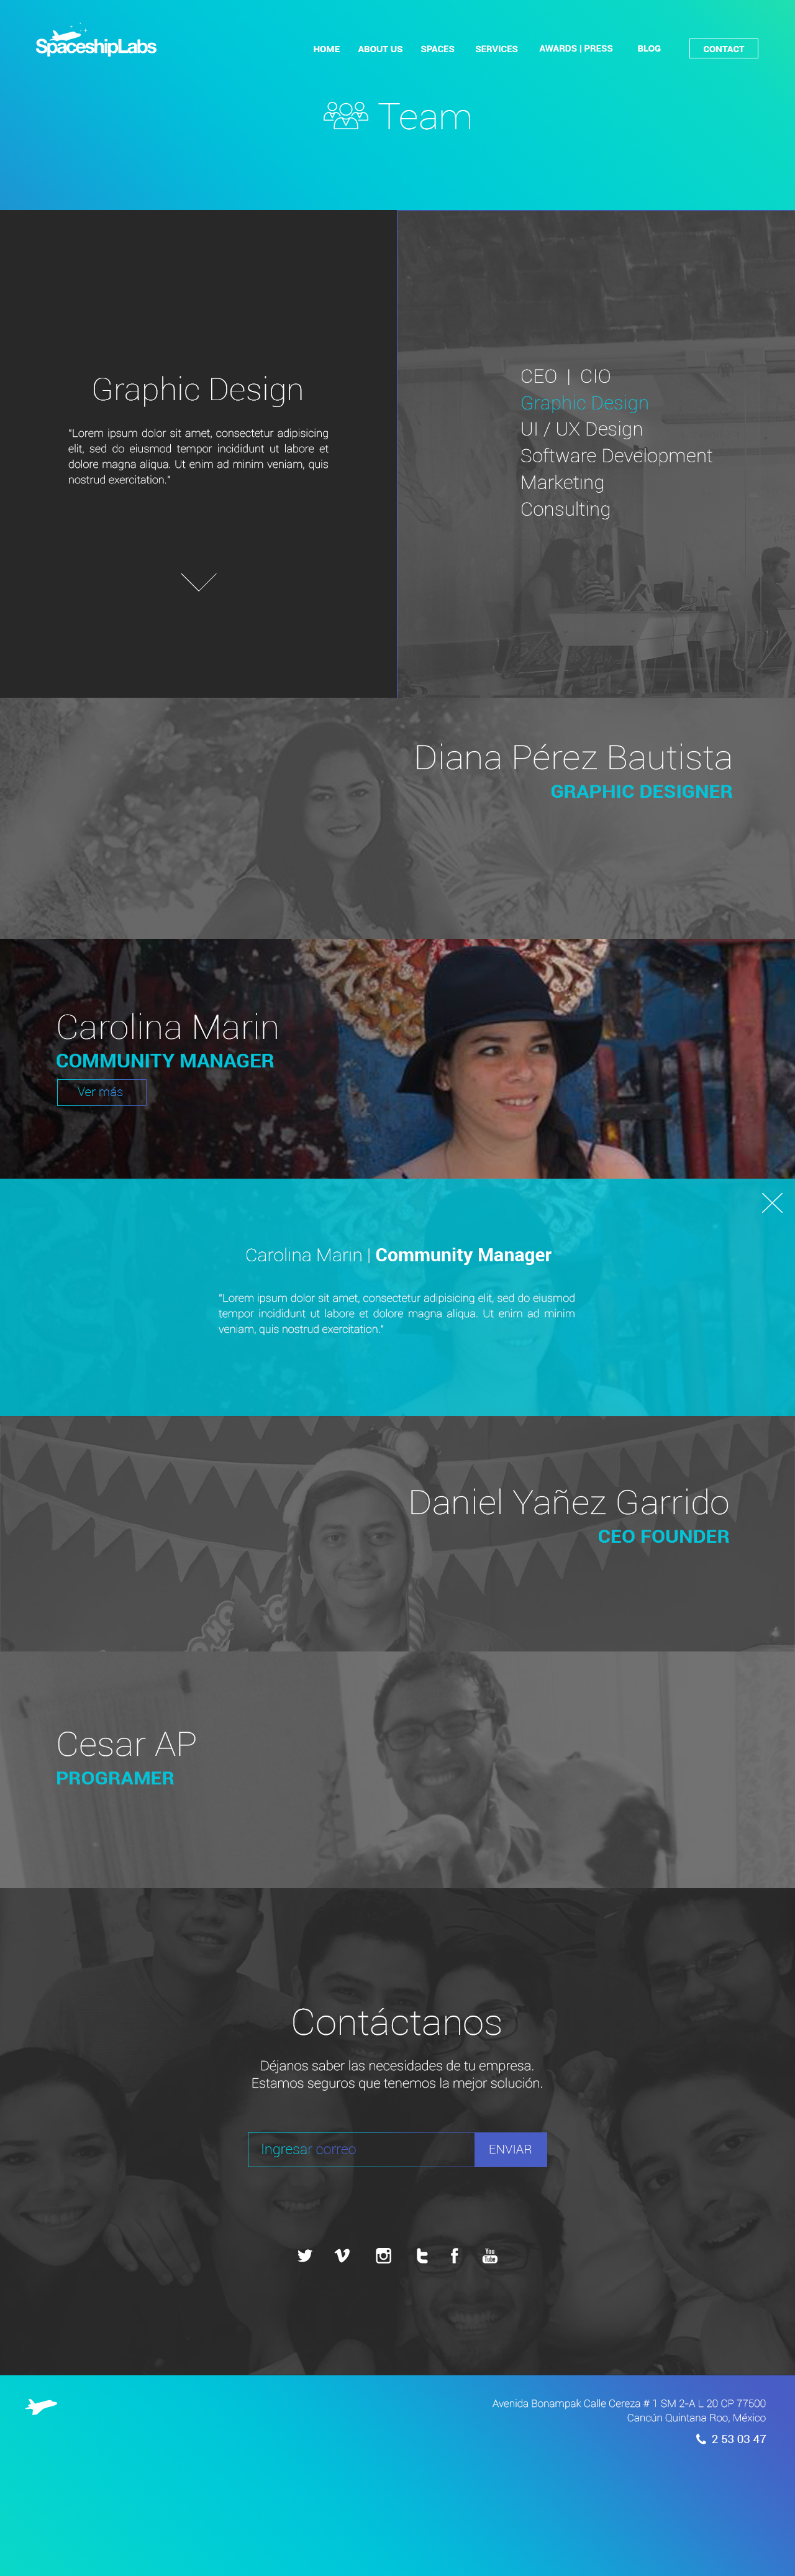 SpaceshipLabs
HOME ABOUT US SPACES SERVICES AWARDS | PRESS BLOG CONTACT
Team
Graphic Design
“Lorem ipsum dolor sit amet, consectetur adipisicing
elit, sed do eiusmod tempor incididunt ut labore et
dolore magna aliqua. Ut enim ad minim veniam, quis
nostrud exercitation.”
CEO | CIO
Graphic Design
UI / UX Design
Software Development
Marketing
Consulting
Diana Pérez Bautista
GRAPHIC DESIGNER
Carolina Marin
COMMUNITY MANAGER
Ver más
Carolina Marin | Community Manager
“Lorem ipsum dolor sit amet, consectetur adipisicing elit, sed do eiusmod
tempor incididunt ut labore et dolore magna aliqua. Ut enim ad minim
veniam, quis nostrud exercitation.”
Daniel Yañez Garrido
CEO FOUNDER
Cesar AP
PROGRAMER
Contáctanos
Déjanos saber las necesidades de tu empresa.
Estamos seguros que tenemos la mejor solución.
Ingresar correo ENVIAR
You
Tube
Avenida Bonampak Calle Cereza # 1 SM 2-A L 20 CP 77500
Cancún Quintana Roo, México
2 53 03 47